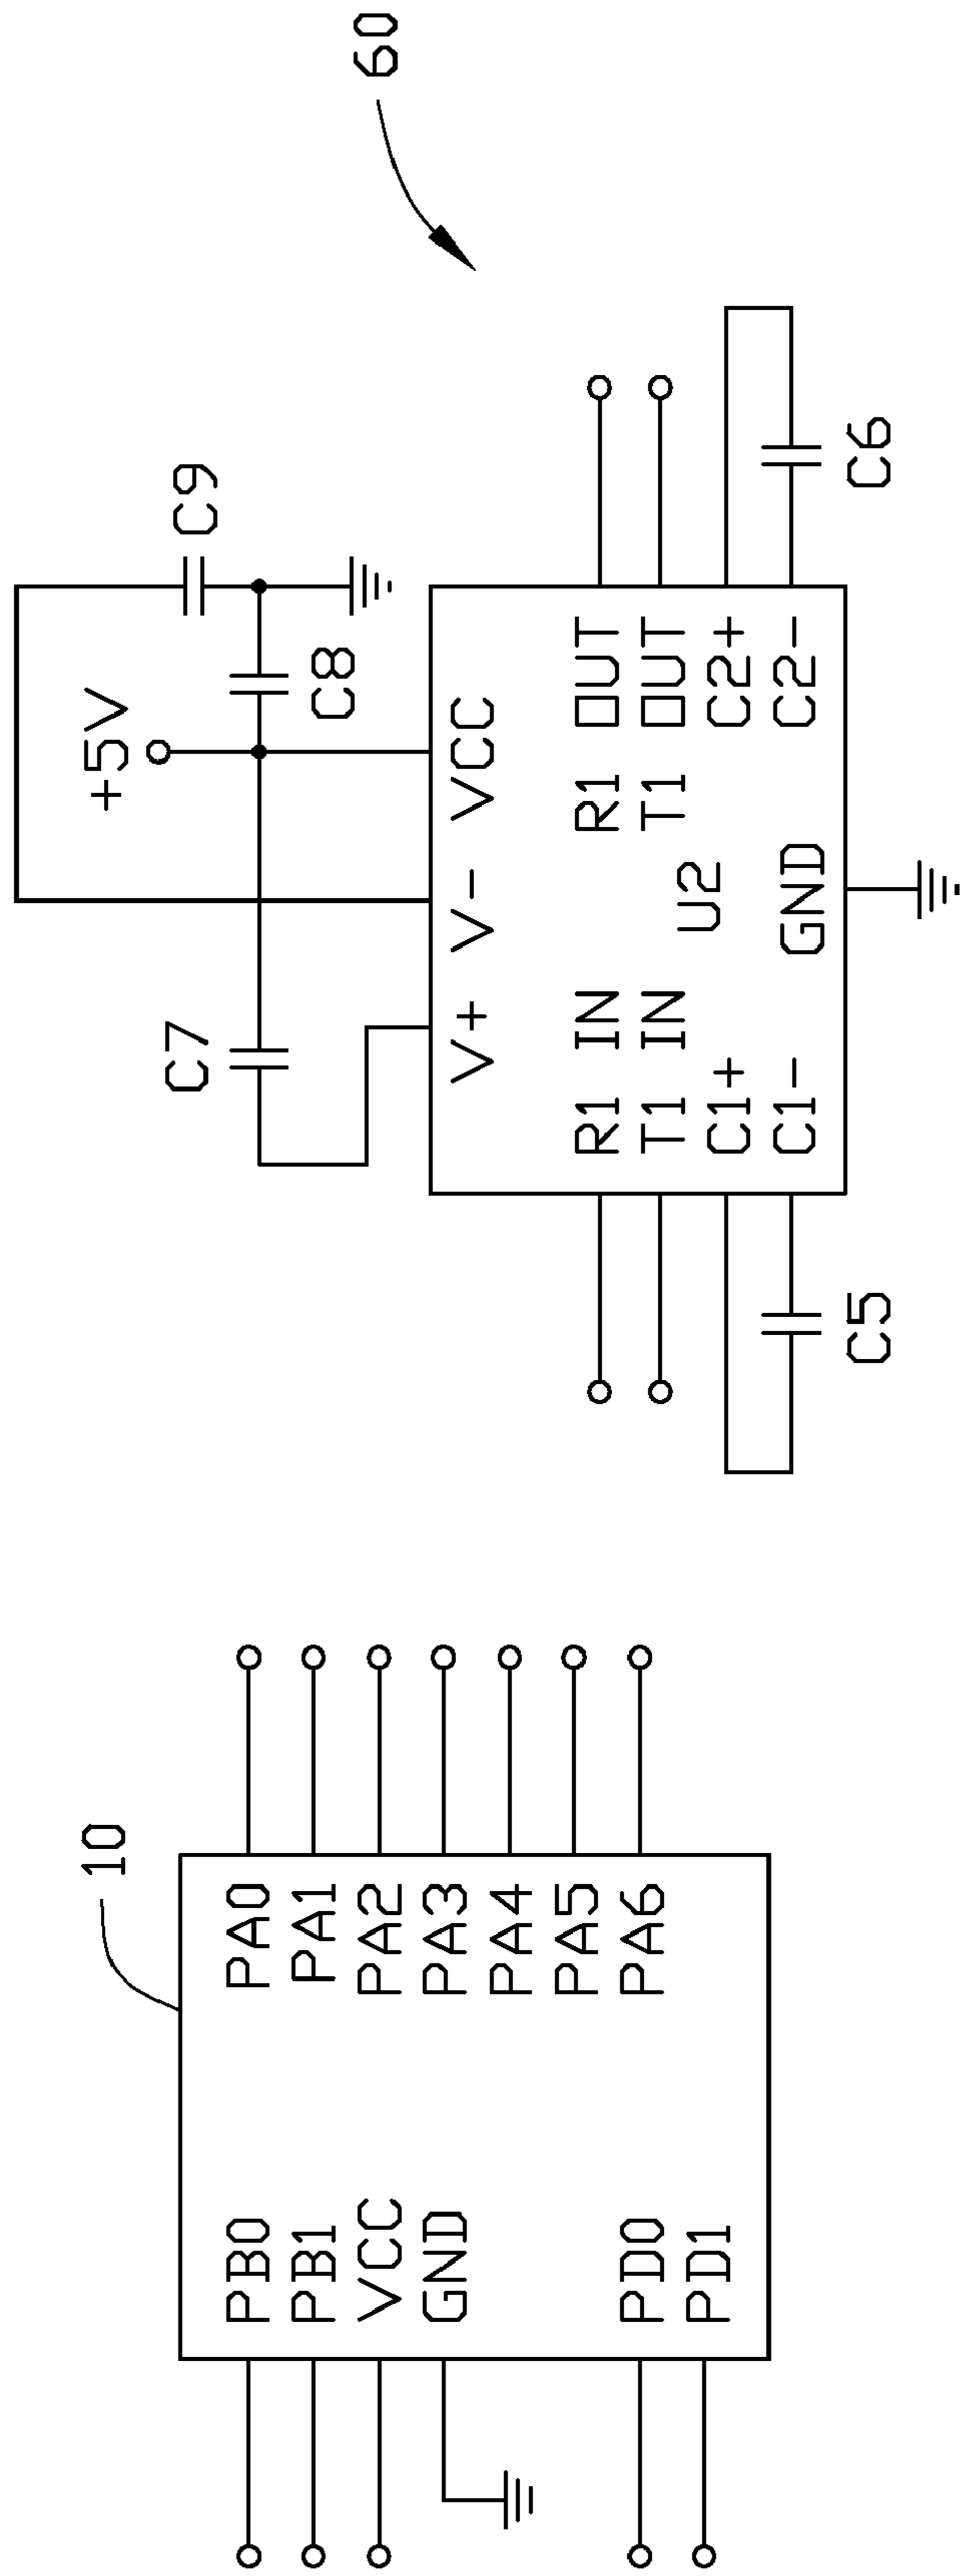 60
C9
+5V
C8
C7
V+ V- VCC
R1 IN R1 OUT
T1 IN T1 OUT
U2
C1+ C2+
C1- GND C2-
C5
C6
10
PB0 PA0
PB1 PA1
VCC PA2
GND PA3
PA4
PA5
PD0 PA6
PD1